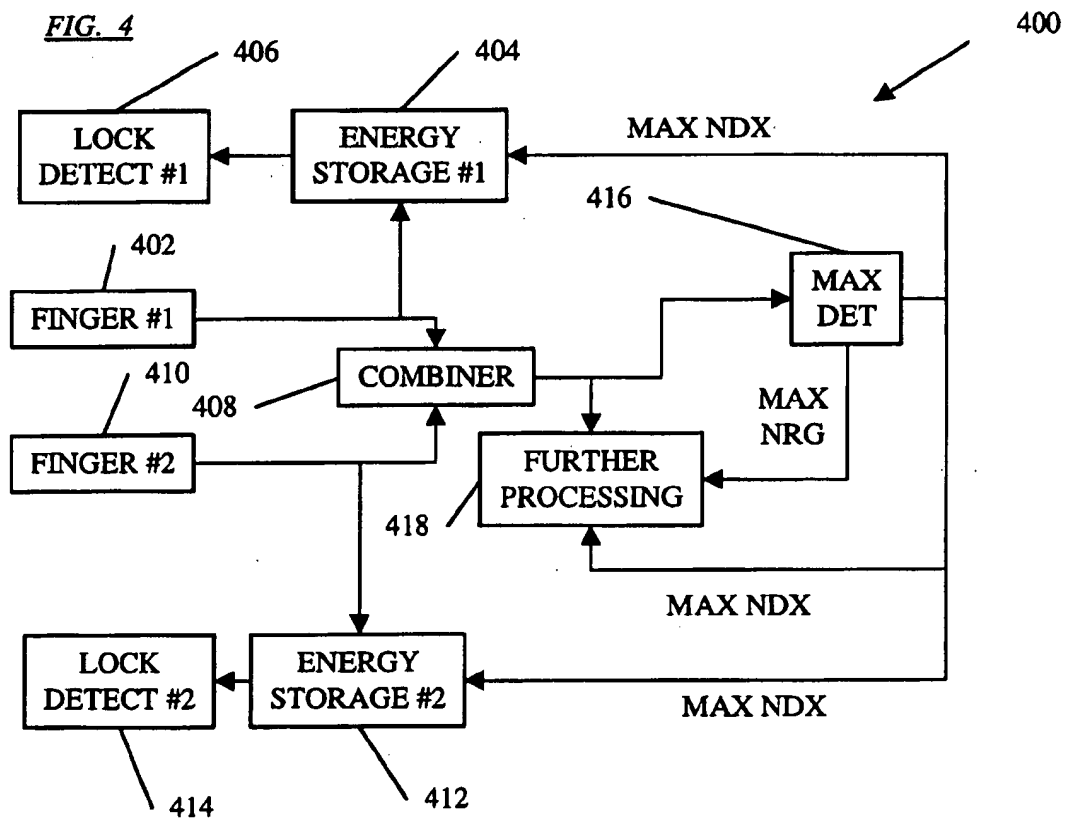 FIG. 4
400
406
404
LOCK
DETECT #1
ENERGY
STORAGE #1
MAX NDX
416
402
FINGER #1
MAX
DET
410
COMBINER
408
MAX
NRG
FINGER #2
FURTHER
PROCESSING
418
MAX NDX
LOCK
DETECT #2
ENERGY
STORAGE #2
MAX NDX
414
412